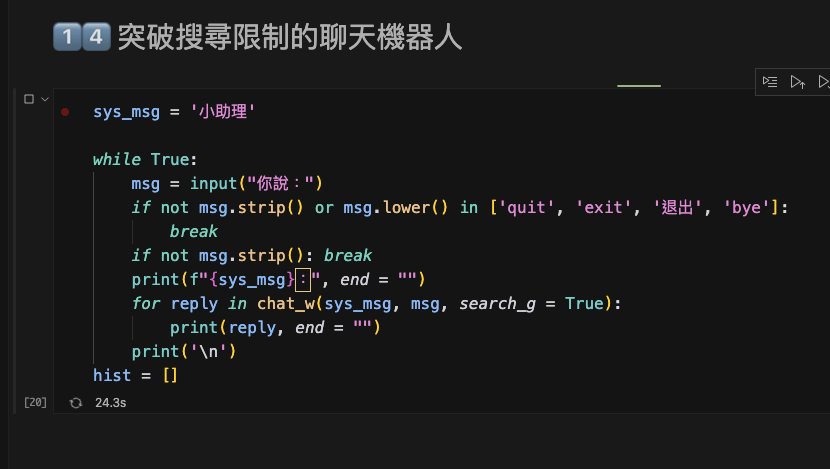 1️⃣4️⃣ 突破搜尋限制的聊天機器人
sys_msg = '小助理'
while True:
    msg = input("你說：")
    if not msg.strip() or msg.lower() in ['quit', 'exit', '退出', 'bye']:
        break
    if not msg.strip(): break
    print(f"{sys_msg}：", end = "")
    for reply in chat_w(sys_msg, msg, search_g = True):
        print(reply, end = "")
    print('\n')
hist = []
[20] 24.3s